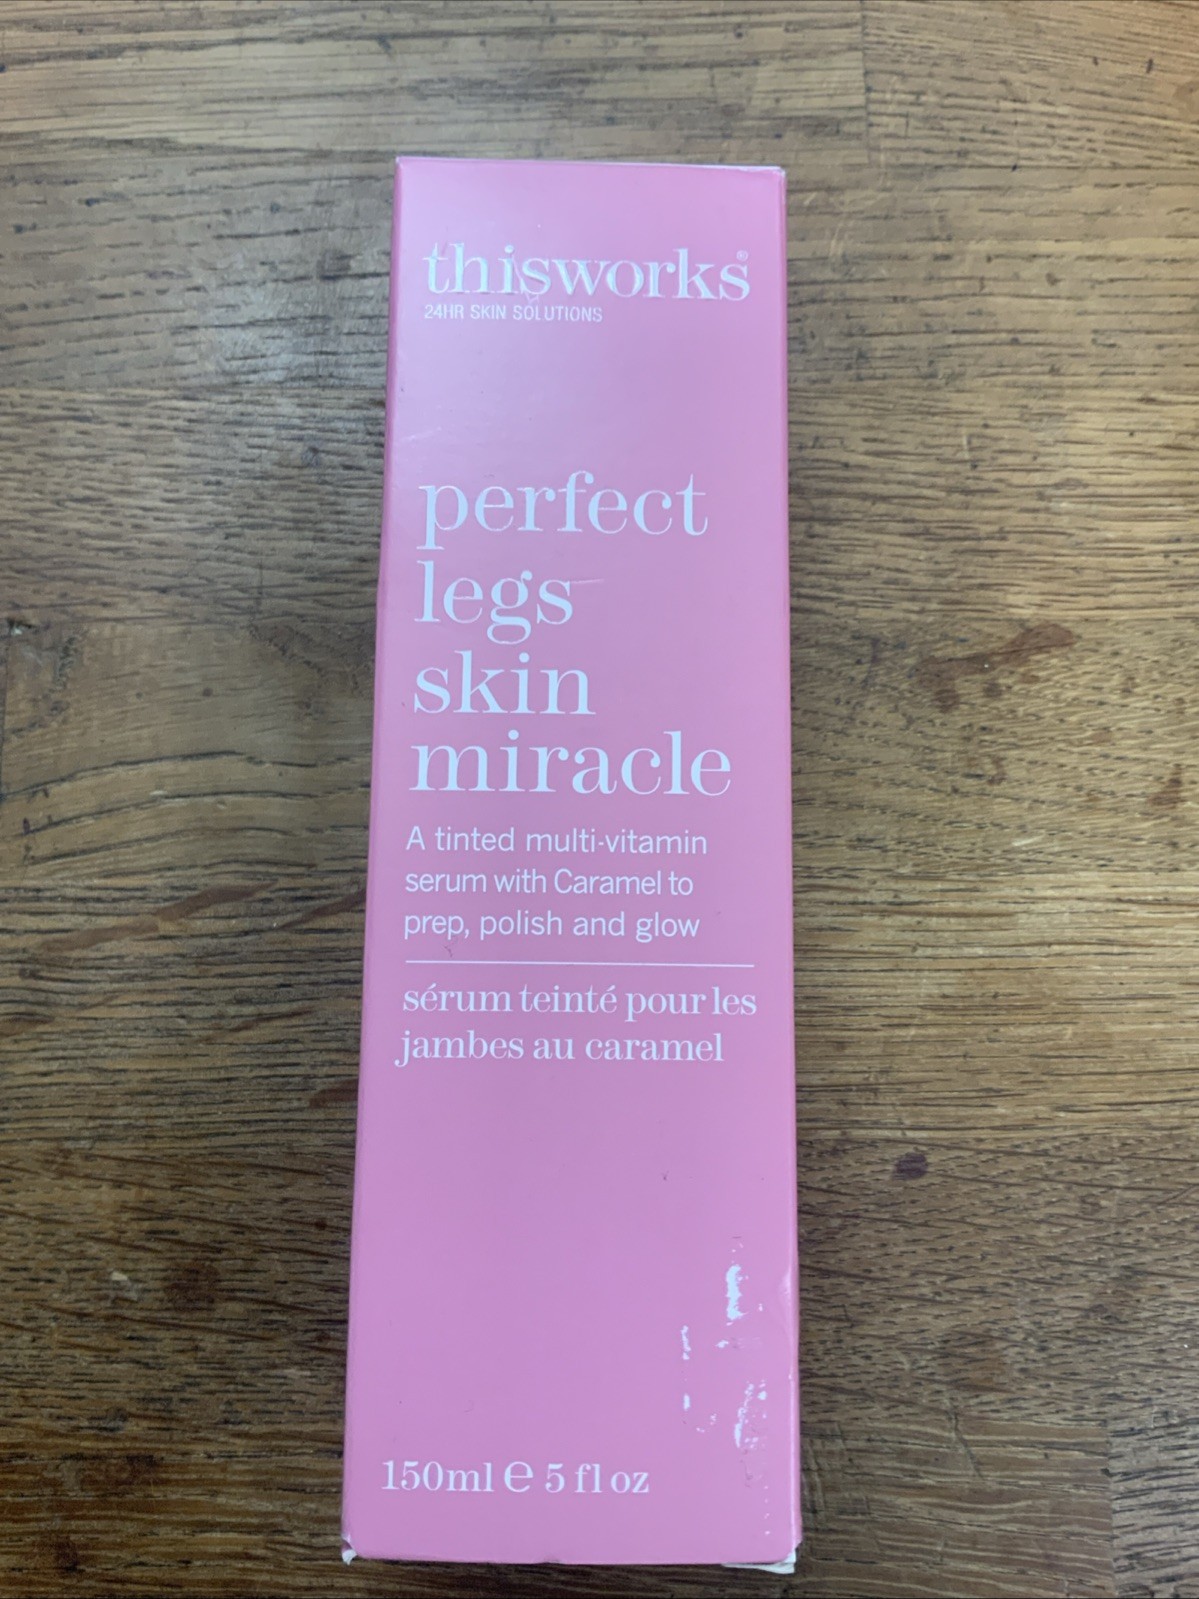 thisworks®
24HR SKIN SOLUTIONS
perfect
legs
skin
miracle
A tinted multi-vitamin
serum with Caramel to
prep, polish and glow
sérum teinté pour les
jambes au caramel
150ml e 5 fl oz